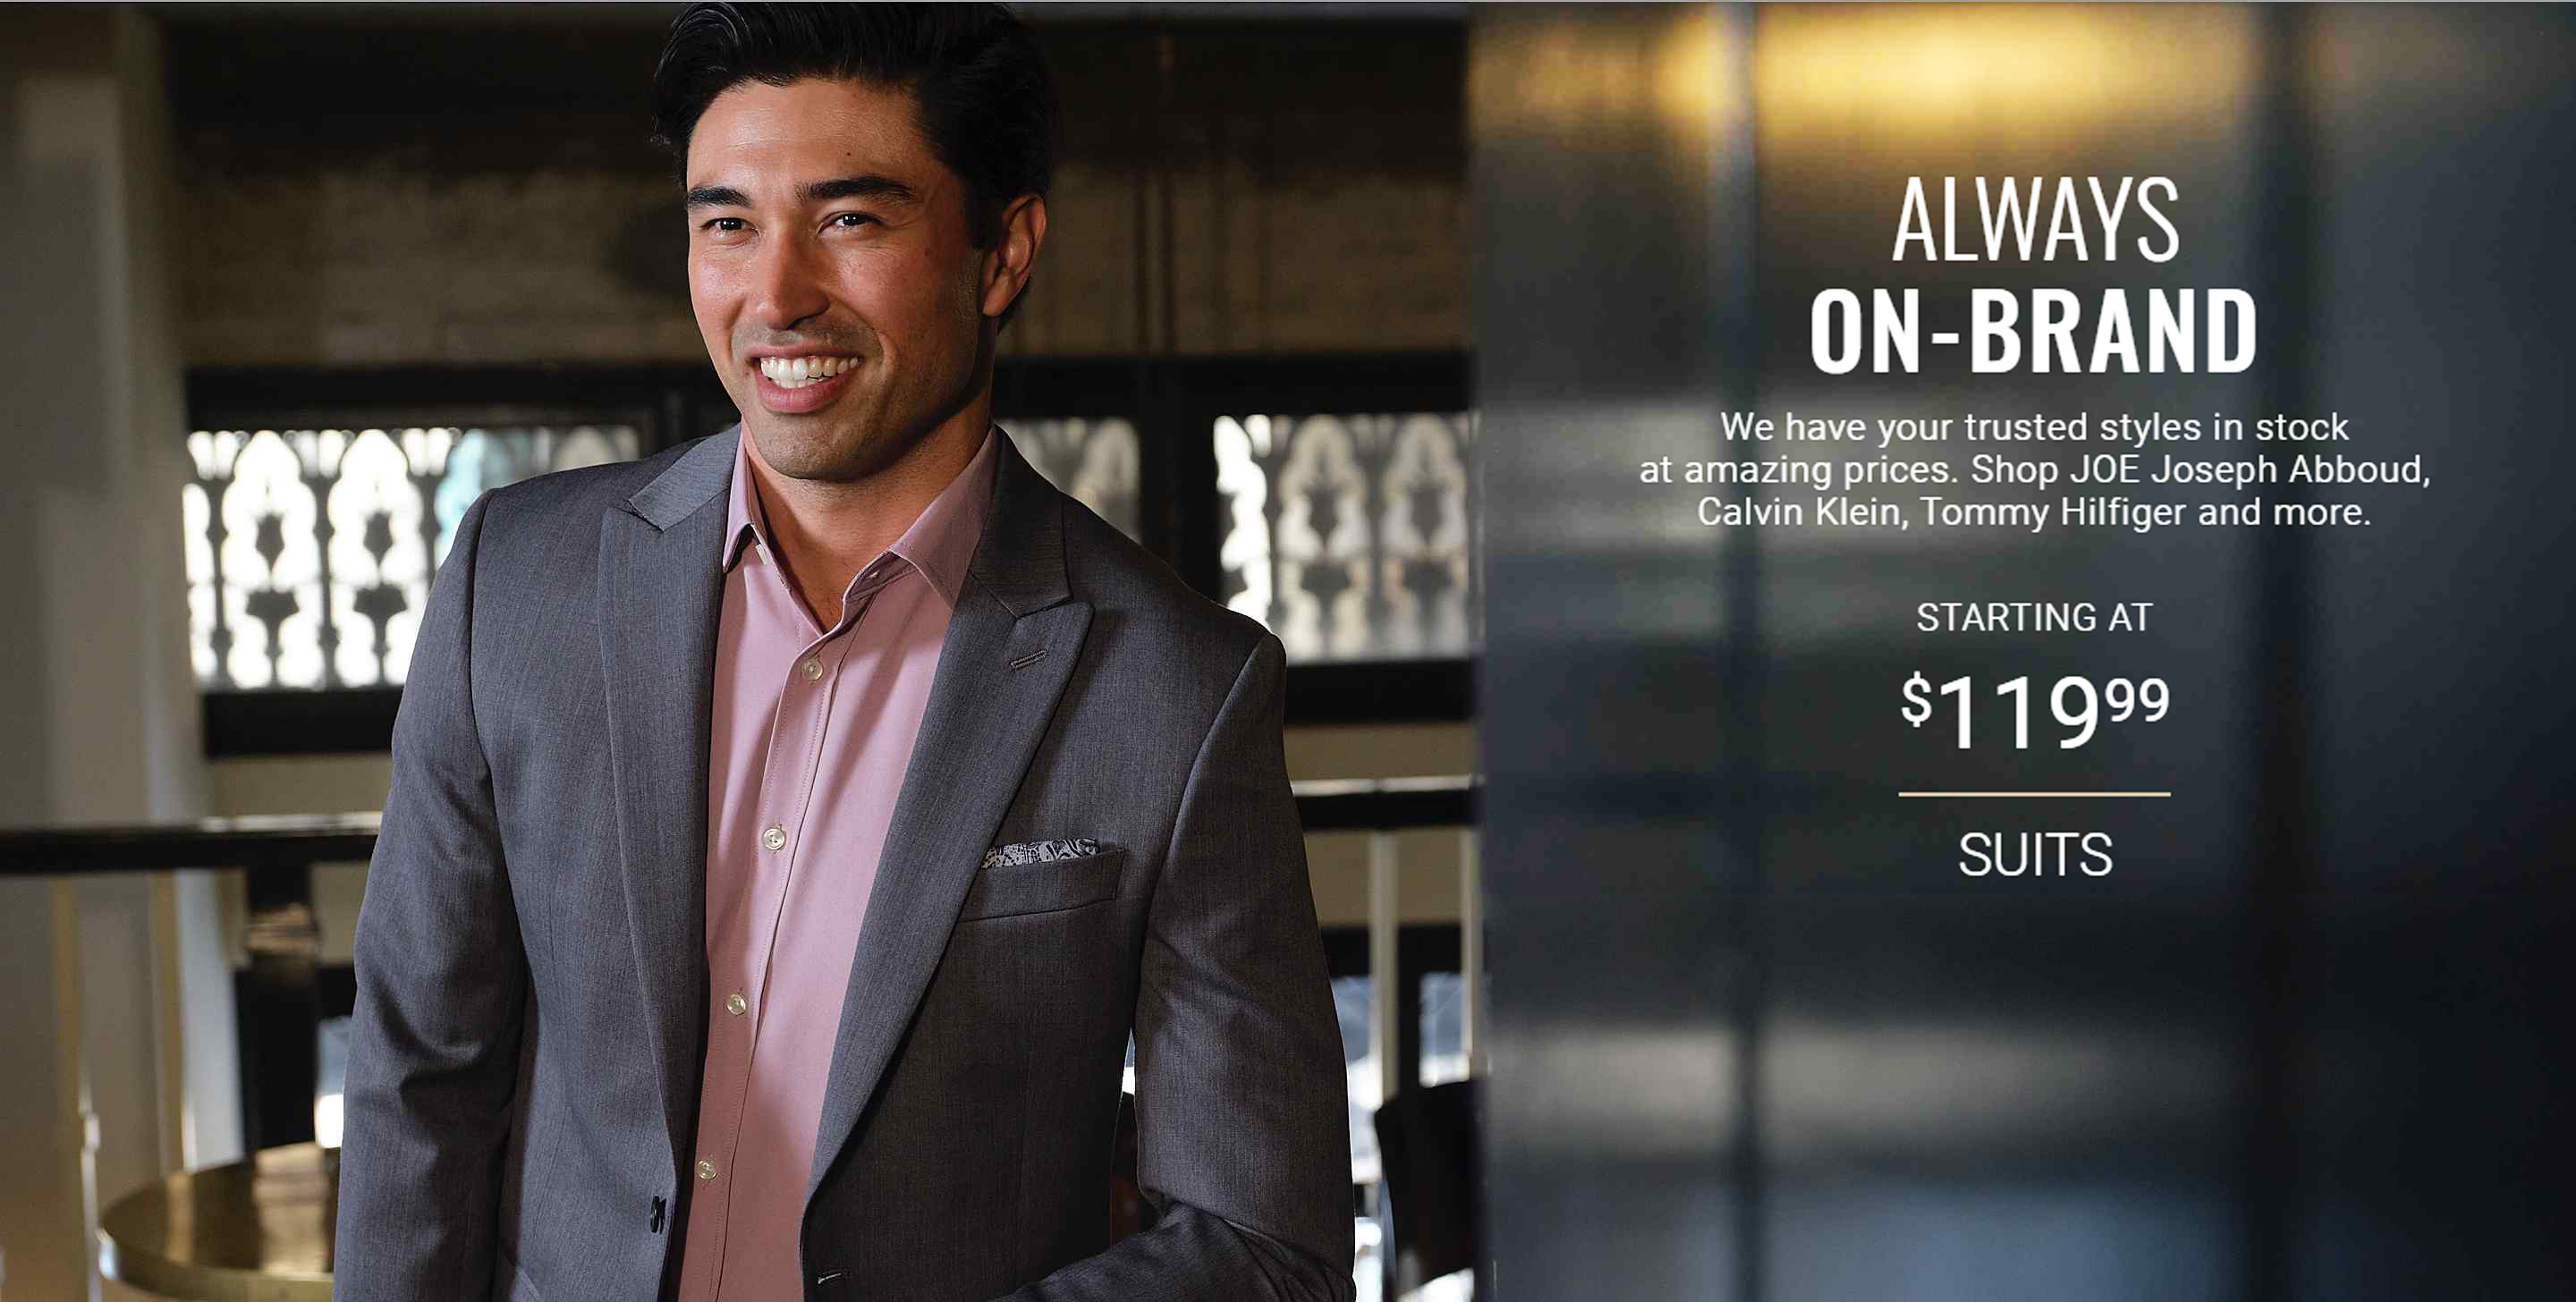 ALWAYS
ON-BRAND
We have your trusted styles in stock
at amazing prices. Shop JOE Joseph Abboud,
Calvin Klein, Tommy Hilfiger and more.
STARTING AT
$119 99
SUITS